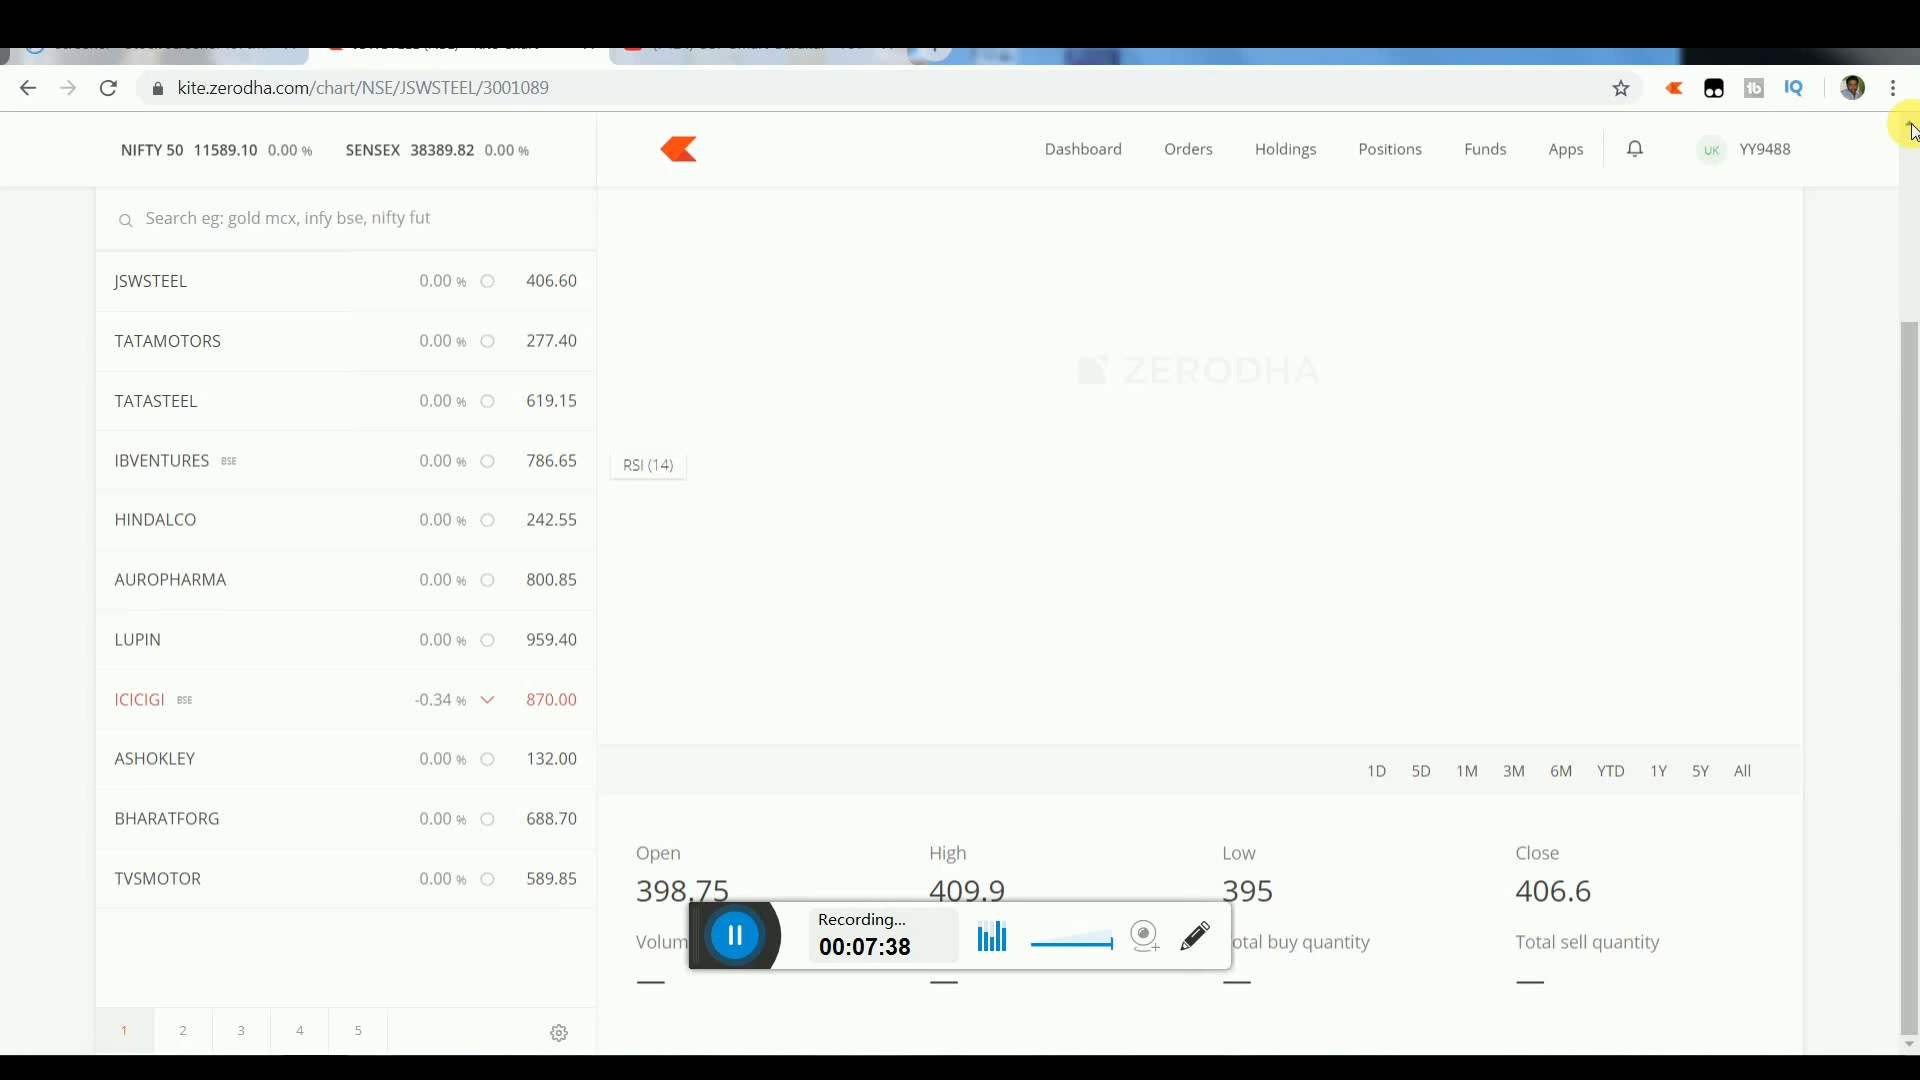 kite.zerodha.com/chart/NSE/JSWSTEEL/3001089
NIFTY 50 11589.10 0.00 % SENSEX 38389.82 0.00 %
Dashboard Orders Holdings Positions Funds Apps UK YY9488
Search eg: gold mcx, infy bse, nifty fut
JSWSTEEL 0.00 % 406.60
TATAMOTORS 0.00 % 277.40
TATASTEEL 0.00 % 619.15
IBVENTURES BSE 0.00 % 786.65
HINDALCO 0.00 % 242.55
AUROPHARMA 0.00 % 800.85
LUPIN 0.00 % 959.40
ICICIGI BSE -0.34 % 870.00
ASHOKLEY 0.00 % 132.00
BHARATFORG 0.00 % 688.70
TVSMOTOR 0.00 % 589.85
1 2 3 4 5
ZERODHA
RSI (14)
1D 5D 1M 3M 6M YTD 1Y 5Y All
Open High Low Close
398.75 409.9 395 406.6
Volum otal buy quantity Total sell quantity
— — — —
Recording...
00:07:38
tb
IQ